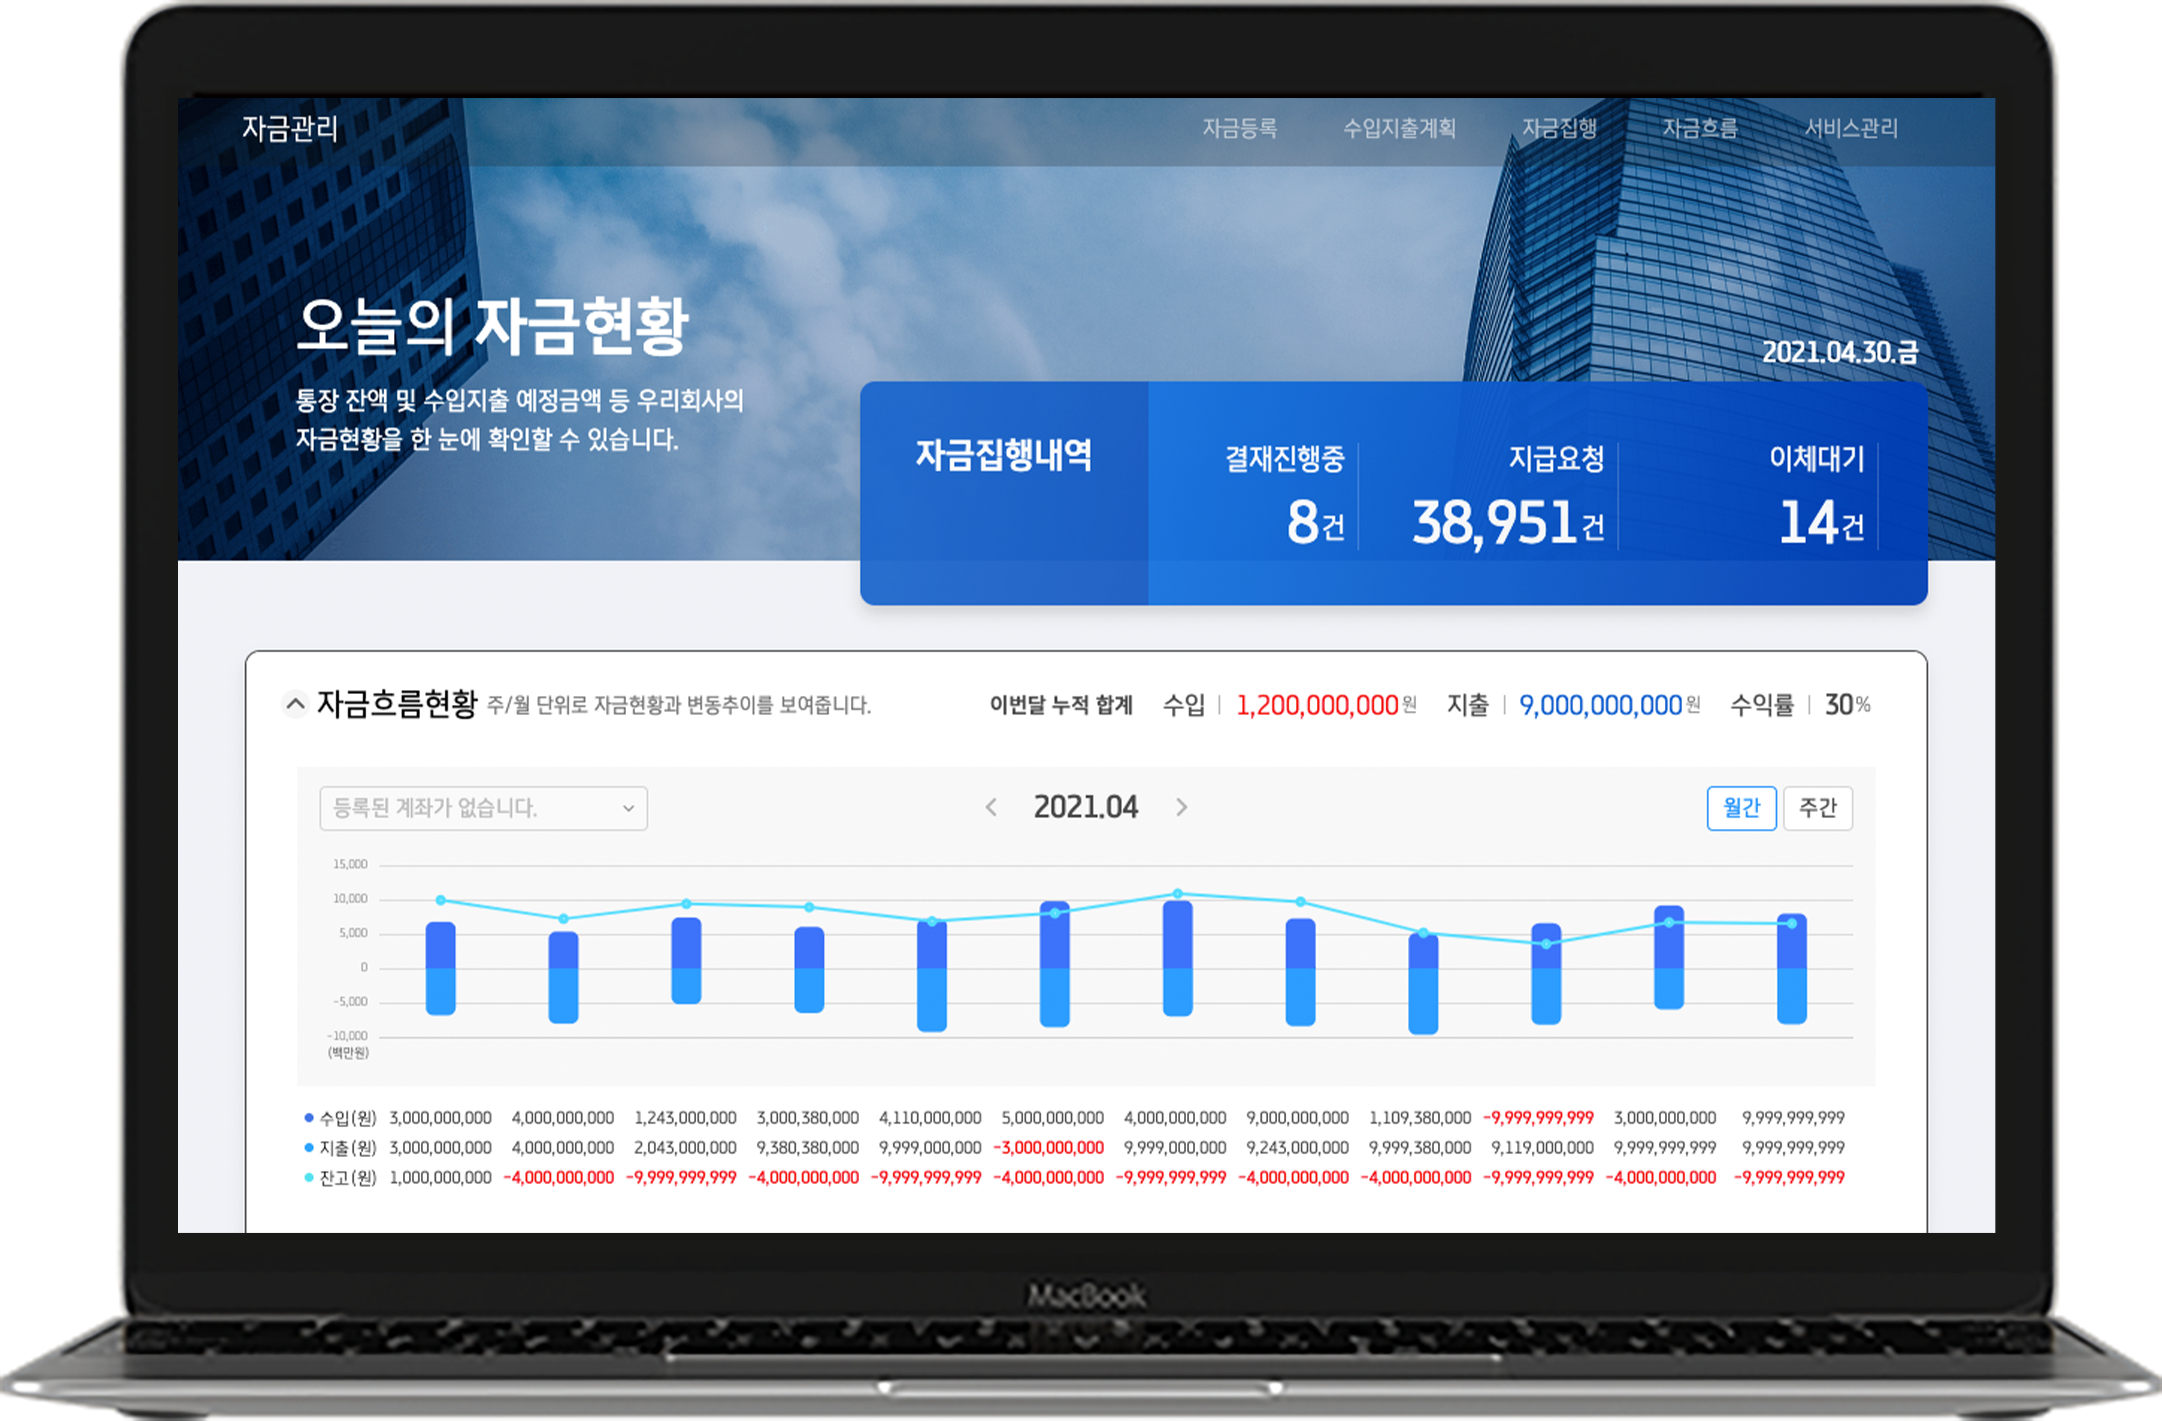 자금관리 자금등록 수입지출계획 자금집행 자금흐름 서비스관리
오늘의 자금현황
통장 잔액 및 수입지출 예정금액 등 우리회사의
자금현황을 한 눈에 확인할 수 있습니다.
2021.04.30.금
자금집행내역 결재진행중 지급요청 이체대기
8건 38,951건 14건
자금흐름현황 주/월 단위로 자금현황과 변동추이를 보여줍니다. 이번달 누적 합계 수입 | 1,200,000,000원 지출 | 9,000,000,000원 수익률 | 30%
등록된 계좌가 없습니다. 2021.04 월간 주간
15,000
10,000
5,000
0
-5,000
-10,000
(백만원)
수입(원) 3,000,000,000 4,000,000,000 1,243,000,000 3,000,380,000 4,110,000,000 5,000,000,000 4,000,000,000 9,000,000,000 1,109,380,000 -9,999,999,999 3,000,000,000 9,999,999,999
지출(원) 3,000,000,000 4,000,000,000 2,043,000,000 9,380,380,000 9,999,000,000 -3,000,000,000 9,999,000,000 9,243,000,000 9,999,380,000 9,119,000,000 9,999,999,999 9,999,999,999
잔고(원) 1,000,000,000 -4,000,000,000 -9,999,999,999 -4,000,000,000 -9,999,999,999 -4,000,000,000 -9,999,999,999 -4,000,000,000 -4,000,000,000 -9,999,999,999 -4,000,000,000 -9,999,999,999
MacBook